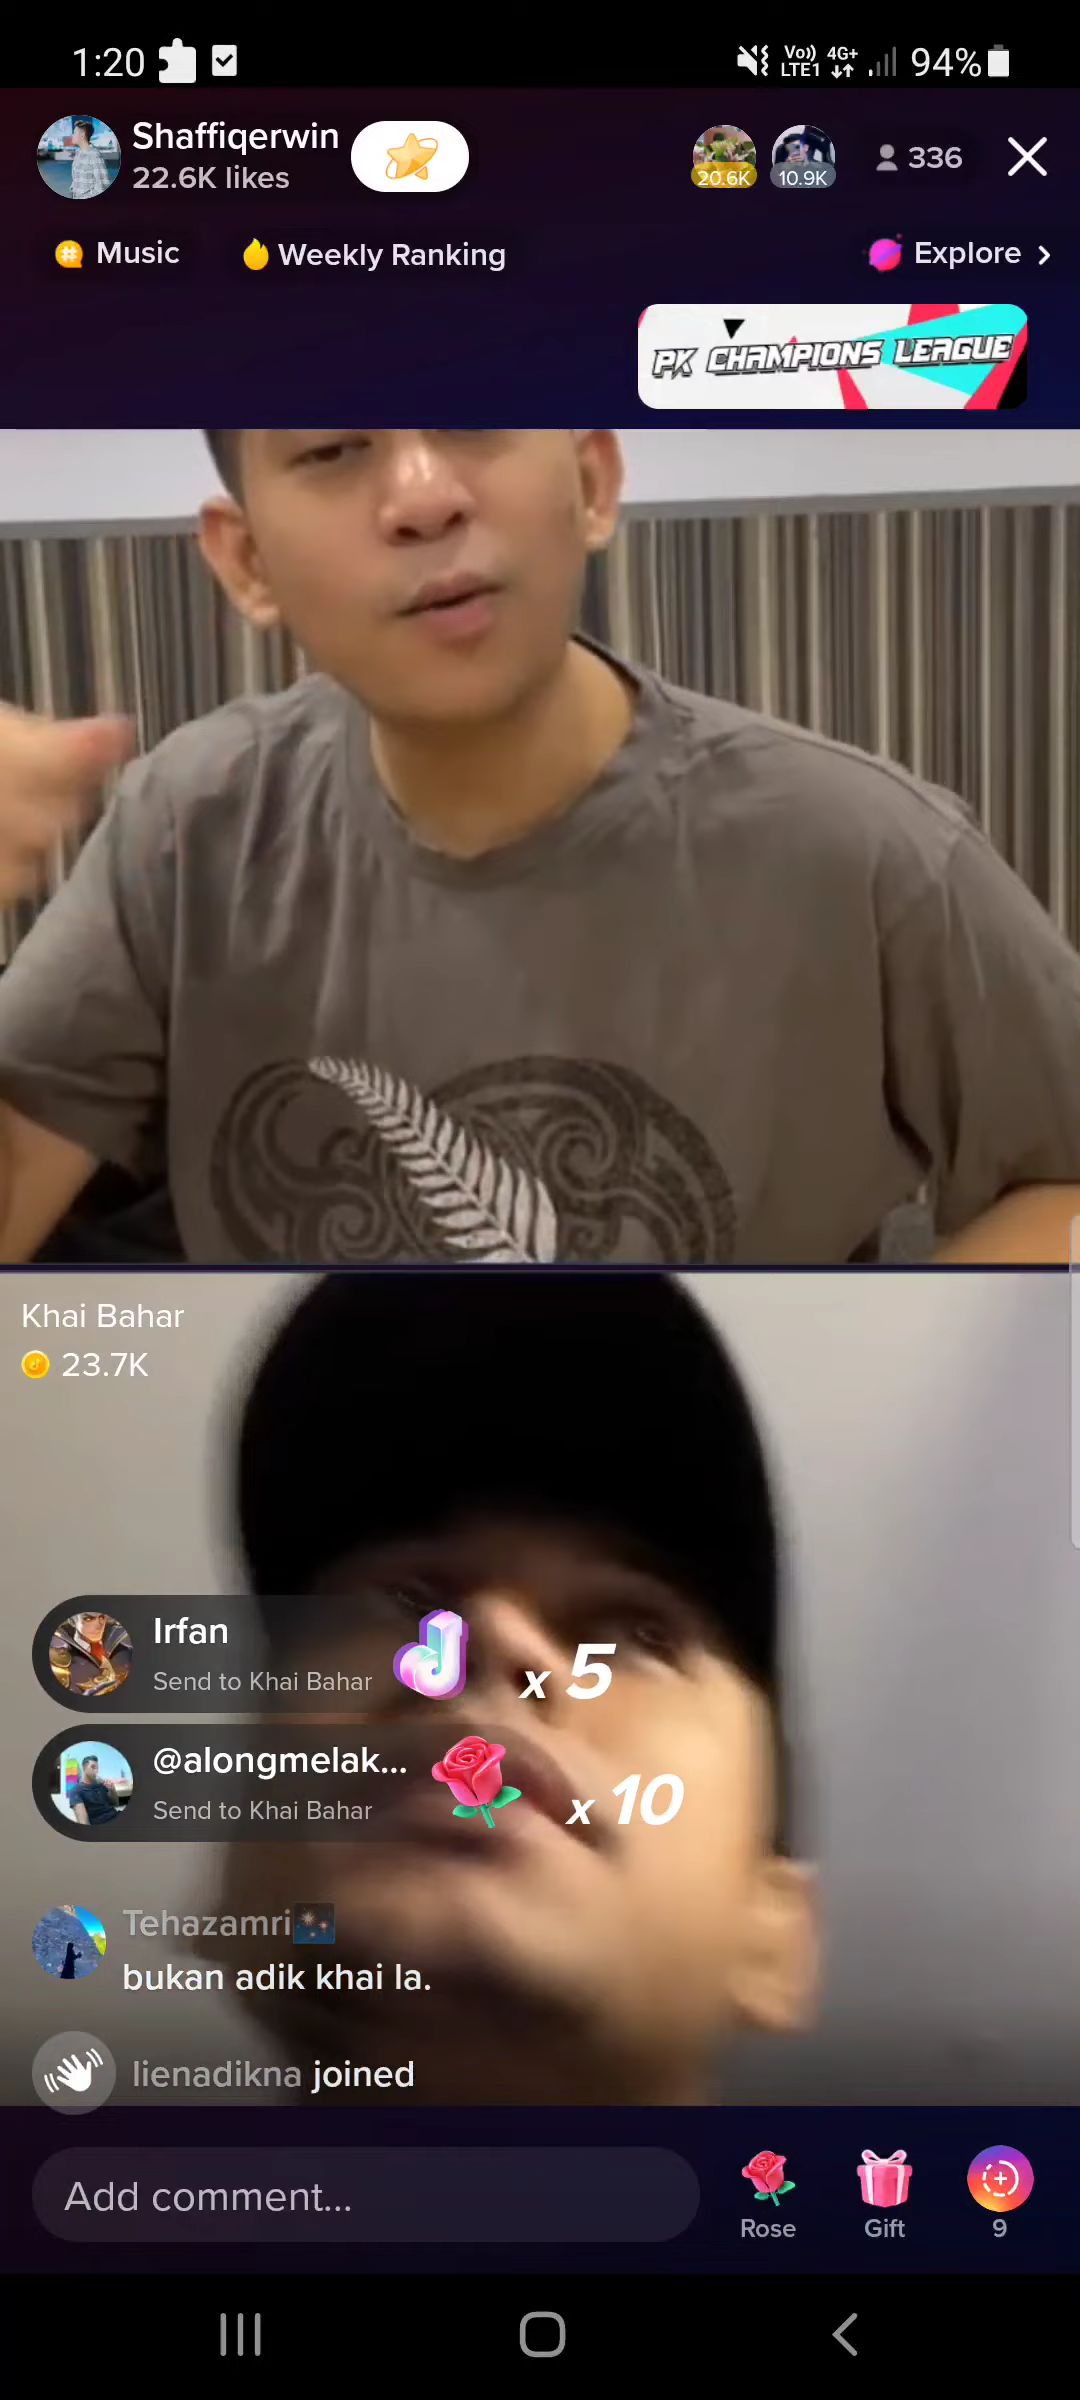 1:20
Vo))
LTE1
4G+
94%
Shaffiqerwin
22.6K likes
20.6K
10.9K
336
Music
Weekly Ranking
Explore
PK CHAMPIONS LEAGUE
Khai Bahar
23.7K
Irfan
Send to Khai Bahar
x 5
@alongmelak...
Send to Khai Bahar
x 10
Tehazamri
bukan adik khai la.
lienadikna joined
Add comment...
Rose
Gift
9